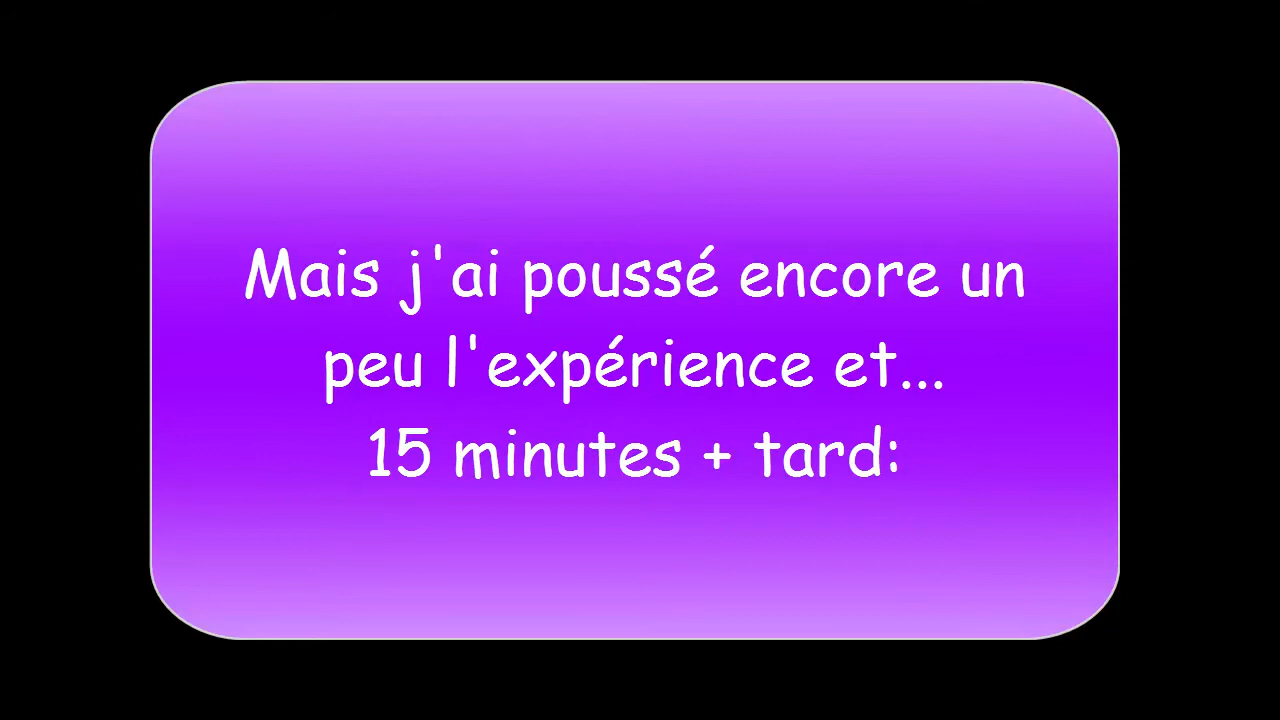 Mais j'ai poussé encore un
peu l'expérience et...
15 minutes + tard: